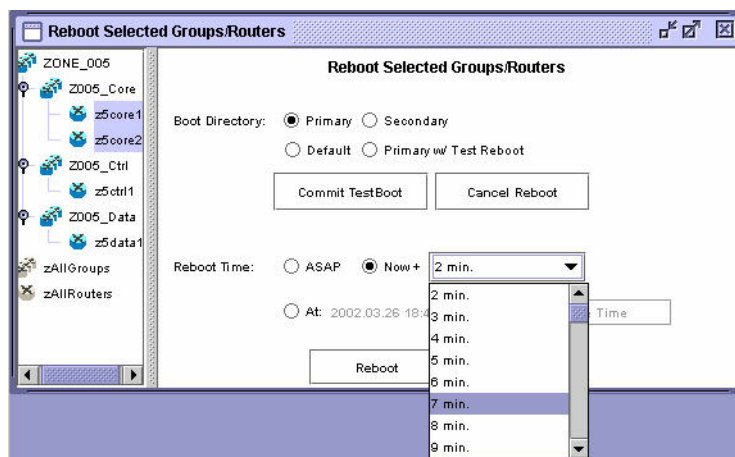 Reboot Selected Groups/Routers
ZONE_005
Z005_Core
z5core1
z5core2
Z005_Ctrl
z5ctrl1
Z005_Data
z5data1
zAllGroups
zAllRouters
Reboot Selected Groups/Routers
Boot Directory: Primary Secondary
Default Primary w/ Test Reboot
Commit TestBoot Cancel Reboot
Reboot Time: ASAP Now + 2 min.
At: 2002.03.26 Time
Reboot
2 min.
3 min.
4 min.
5 min.
6 min.
7 min.
8 min.
9 min.